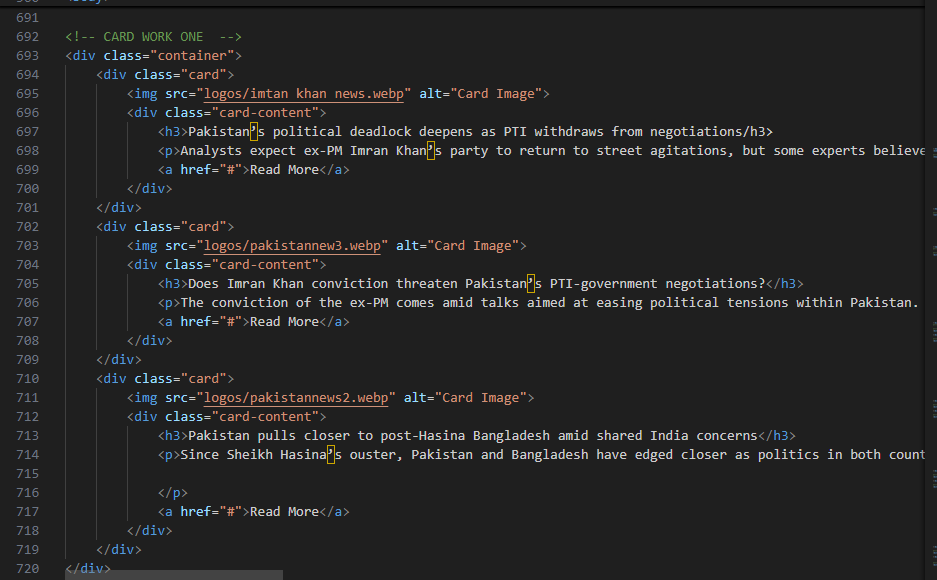 691
692 <!-- CARD WORK ONE  -->
693 <div class="container">
694     <div class="card">
695         <img src="logos/imtan khan news.webp" alt="Card Image">
696         <div class="card-content">
697             <h3>Pakistan’s political deadlock deepens as PTI withdraws from negotiations/h3>
698             <p>Analysts expect ex-PM Imran Khan’s party to return to street agitations, but some experts believe
699             <a href="#">Read More</a>
700         </div>
701     </div>
702     <div class="card">
703         <img src="logos/pakistannew3.webp" alt="Card Image">
704         <div class="card-content">
705             <h3>Does Imran Khan conviction threaten Pakistan’s PTI-government negotiations?</h3>
706             <p>The conviction of the ex-PM comes amid talks aimed at easing political tensions within Pakistan.
707             <a href="#">Read More</a>
708         </div>
709     </div>
710     <div class="card">
711         <img src="logos/pakistannews2.webp" alt="Card Image">
712         <div class="card-content">
713             <h3>Pakistan pulls closer to post-Hasina Bangladesh amid shared India concerns</h3>
714             <p>Since Sheikh Hasina’s ouster, Pakistan and Bangladesh have edged closer as politics in both count
715
716             </p>
717             <a href="#">Read More</a>
718         </div>
719     </div>
720 </div>